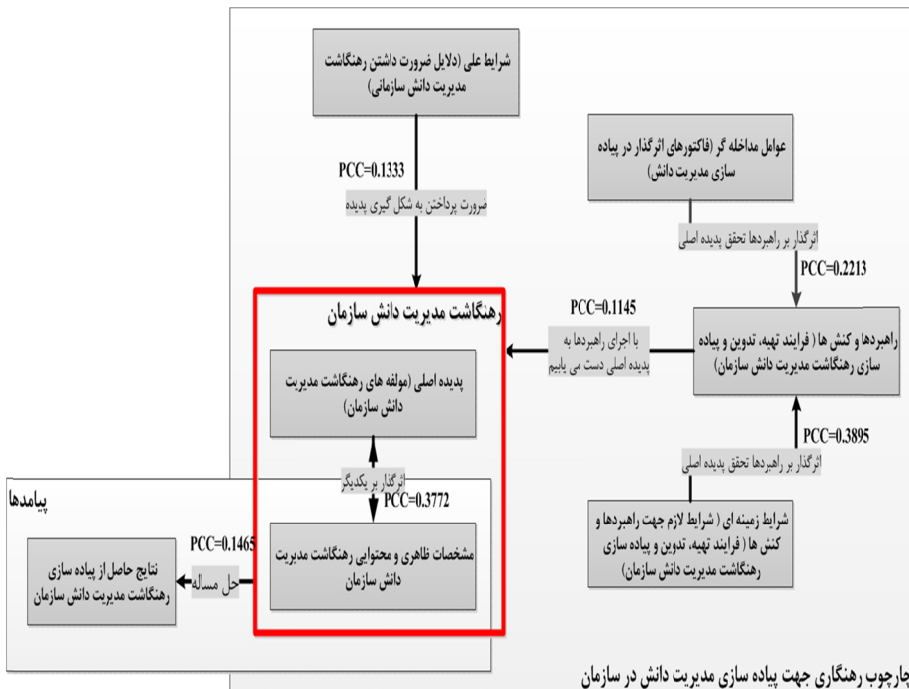 شرایط علی (دلایل ضرورت داشتن رهنگاشت
مدیریت دانش سازمانی)
PCC=0.1333
ضرورت پرداختن به شکل گیری پدیده
عوامل مداخله گر (فاکتورهای اثرگذار در پیاده
سازی مدیریت دانش)
اثرگذار بر راهبردها تحقق پدیده اصلی
PCC=0.2213
راهبردها و کنش ها ( فرایند تهیه، تدوین و پیاده
سازی رهنگاشت مدیریت دانش سازمان)
PCC=0.1145
با اجرای راهبردها به
پدیده اصلی دست می یابیم
PCC=0.3895
اثرگذار بر راهبردها تحقق پدیده اصلی
شرایط زمینه ای ( شرایط لازم جهت راهبردها و
کنش ها ( فرایند تهیه، تدوین و پیاده سازی
رهنگاشت مدیریت دانش سازمان)
رهنگاشت مدیریت دانش سازمان
پدیده اصلی (مولفه های رهنگاشت مدیریت
دانش سازمان)
اثرگذار بر یکدیگر
PCC=0.3772
مشخصات ظاهری و محتوایی رهنگاشت مدیریت
دانش سازمان
پیامدها
PCC=0.1465
حل مساله
نتایج حاصل از پیاده سازی
رهنگاشت مدیریت دانش سازمان
چارچوب رهنگاری جهت پیاده سازی مدیریت دانش در سازمان